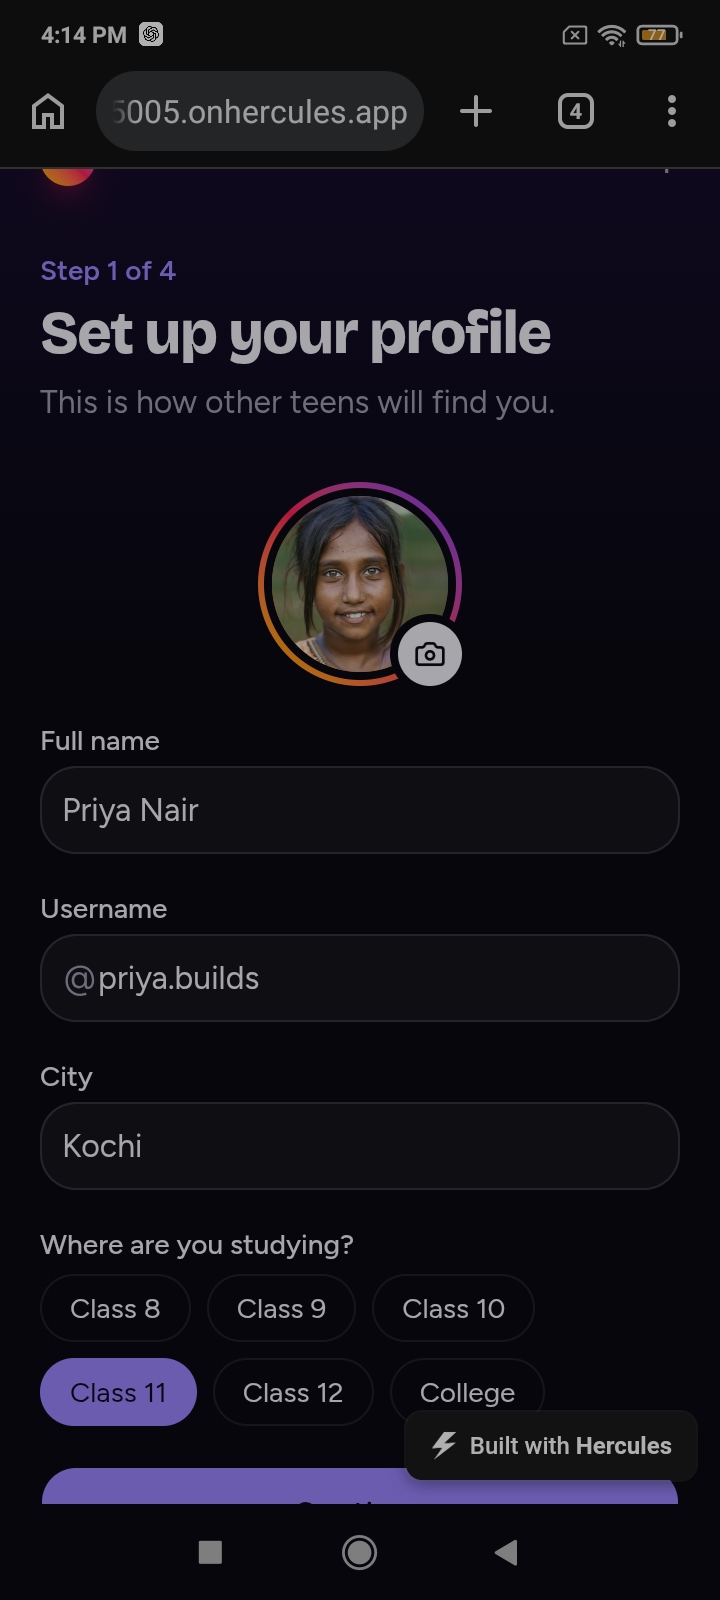 4:14 PM
77
5005.onhercules.app
4
Step 1 of 4
Set up your profile
This is how other teens will find you.
Full name
Priya Nair
Username
@priya.builds
City
Kochi
Where are you studying?
Class 8
Class 9
Class 10
Class 11
Class 12
College
Built with Hercules